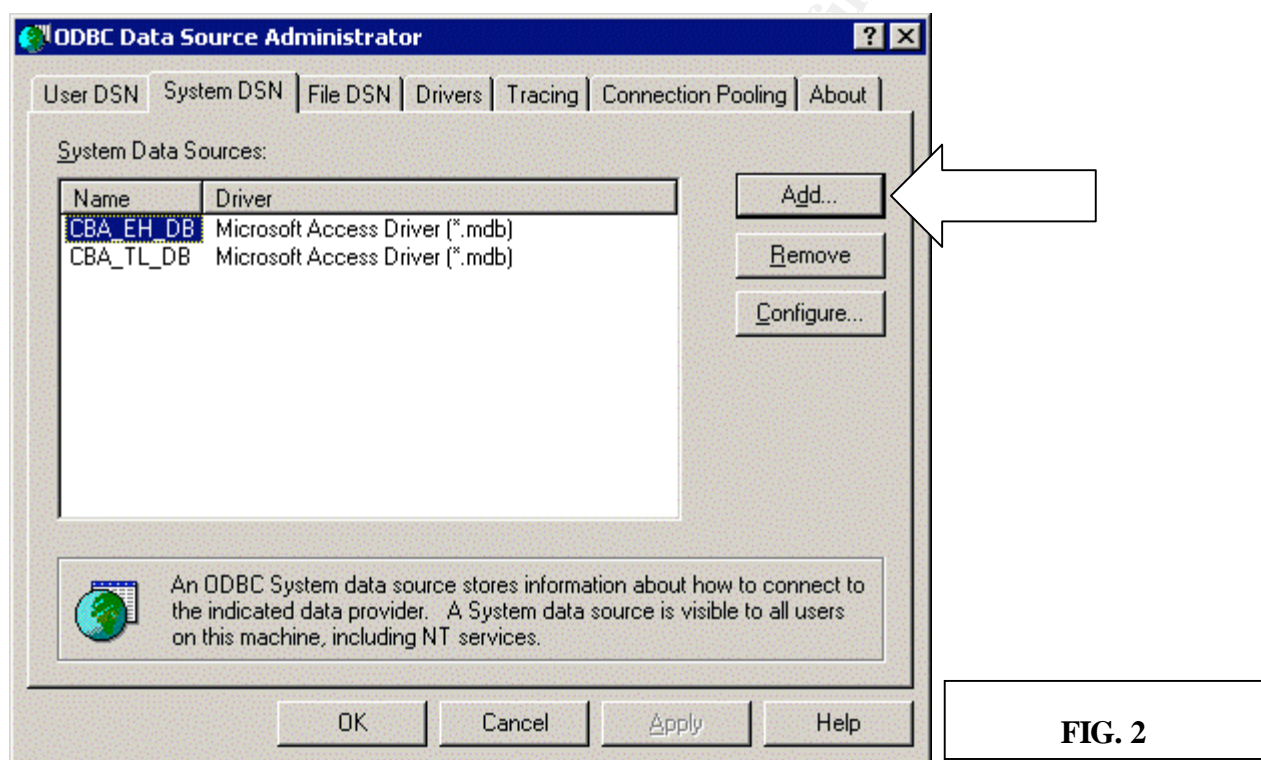 ODBC Data Source Administrator
User DSN System DSN File DSN Drivers Tracing Connection Pooling About
System Data Sources:
Name Driver
CBA_EH_DB Microsoft Access Driver (*.mdb)
CBA_TL_DB Microsoft Access Driver (*.mdb)
Add...
Remove
Configure...
An ODBC System data source stores information about how to connect to
the indicated data provider. A System data source is visible to all users
on this machine, including NT services.
OK Cancel Apply Help
FIG. 2